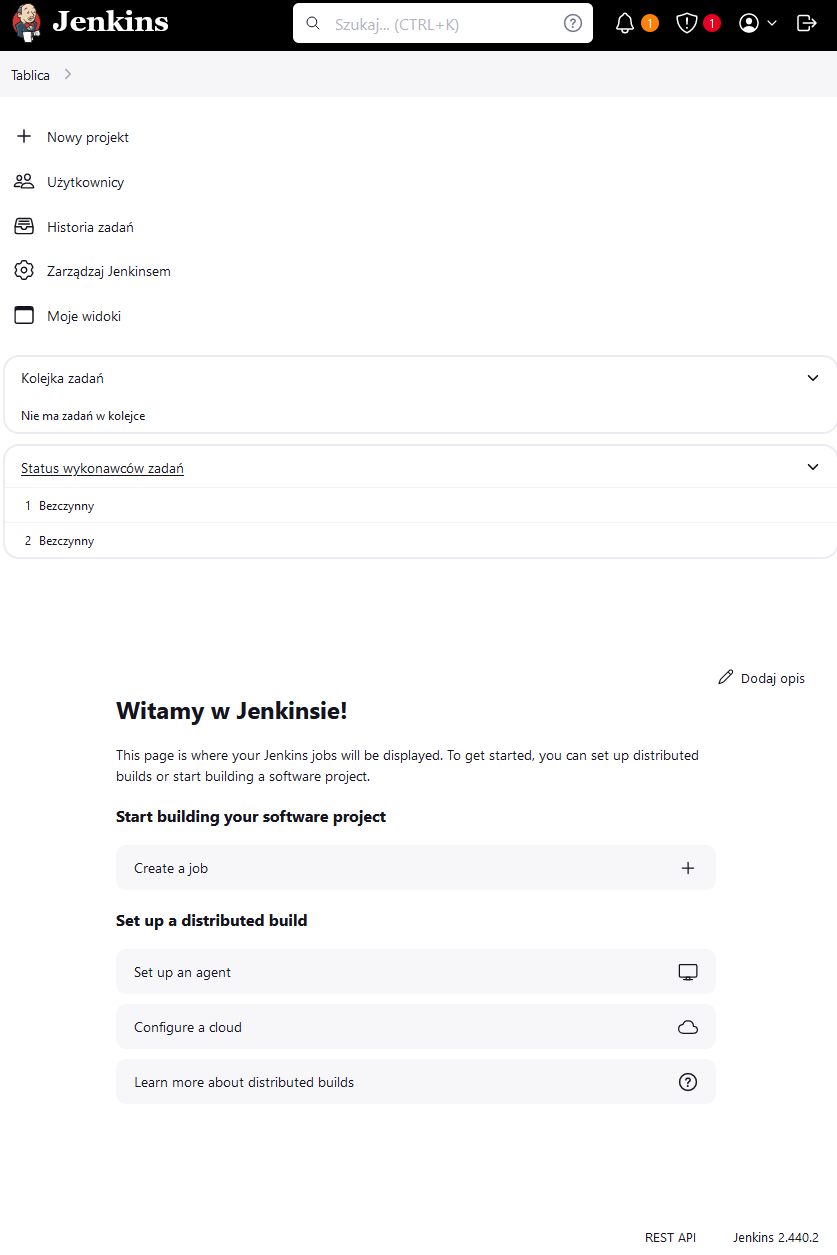 Jenkins
Szukaj... (CTRL+K)
1
1
Tablica
Nowy projekt
Użytkownicy
Historia zadań
Zarządzaj Jenkinsem
Moje widoki
Kolejka zadań
Nie ma zadań w kolejce
Status wykonawców zadań
1 Bezczynny
2 Bezczynny
Dodaj opis
Witamy w Jenkinsie!
This page is where your Jenkins jobs will be displayed. To get started, you can set up distributed
builds or start building a software project.
Start building your software project
Create a job
Set up a distributed build
Set up an agent
Configure a cloud
Learn more about distributed builds
REST API Jenkins 2.440.2